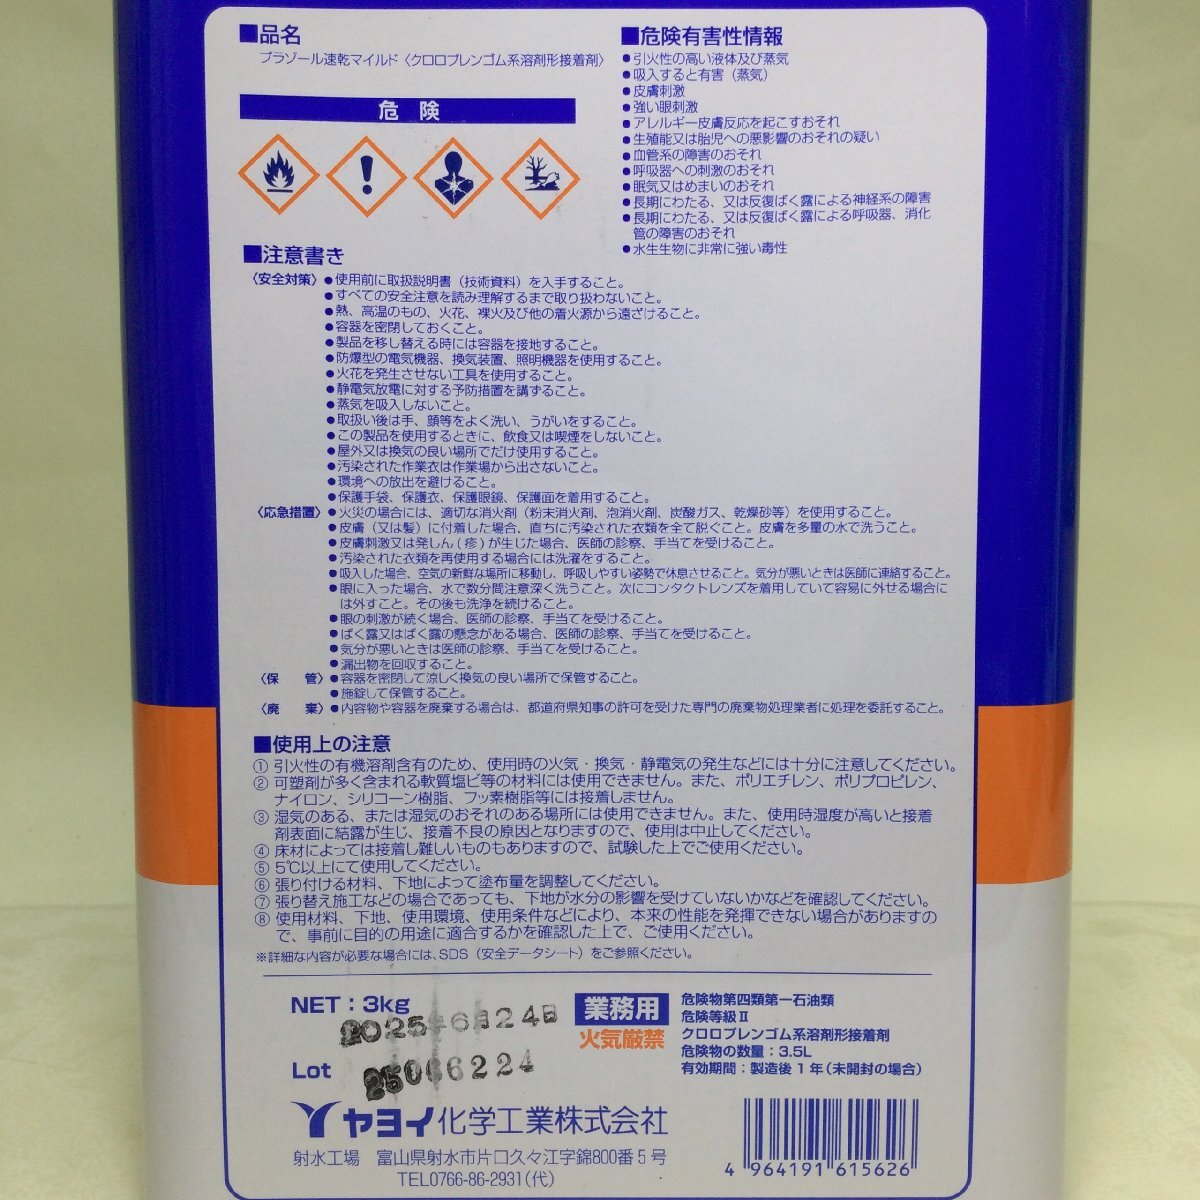 ■品名
プラゾール速乾マイルド〈クロロプレンゴム系溶剤形接着剤〉
危険
■危険有害性情報
●引火性の高い液体及び蒸気
●吸入すると有害（蒸気）
●皮膚刺激
●強い眼刺激
●アレルギー皮膚反応を起こすおそれ
●生殖能又は胎児への悪影響のおそれの疑い
●血管系の障害のおそれ
●呼吸器への刺激のおそれ
●眠気又はめまいのおそれ
●長期にわたる、又は反復ばく露による神経系の障害
●長期にわたる、又は反復ばく露による呼吸器、消化
管の障害のおそれ
●水生生物に非常に強い毒性
■注意書き
〈安全対策〉●使用前に取扱説明書（技術資料）を入手すること。
●すべての安全注意を読み理解するまで取り扱わないこと。
●熱、高温のもの、火花、裸火及び他の着火源から遠ざけること。
●容器を密閉しておくこと。
●製品を移し替える時には容器を接地すること。
●防爆型の電気機器、換気装置、照明機器を使用すること。
●火花を発生させない工具を使用すること。
●静電気放電に対する予防措置を講ずること。
●蒸気を吸入しないこと。
●取扱い後は手、顔等をよく洗い、うがいをすること。
●この製品を使用するときに、飲食又は喫煙をしないこと。
●屋外又は換気の良い場所でだけ使用すること。
●汚染された作業衣は作業場から出さないこと。
●環境への放出を避けること。
●保護手袋、保護衣、保護眼鏡、保護面を着用すること。
〈応急措置〉●火災の場合には、適切な消火剤（粉末消火剤、泡消火剤、炭酸ガス、乾燥砂等）を使用すること。
●皮膚（又は髪）に付着した場合、直ちに汚染された衣類を全て脱ぐこと。皮膚を多量の水で洗うこと。
●皮膚刺激又は発しん(疹)が生じた場合、医師の診察、手当てを受けること。
●汚染された衣類を再使用する場合には洗濯をすること。
●吸入した場合、空気の新鮮な場所に移動し、呼吸しやすい姿勢で休息させること。気分が悪いときは医師に連絡すること。
●眼に入った場合、水で数分間注意深く洗うこと。次にコンタクトレンズを着用していて容易に外せる場合に
は外すこと。その後も洗浄を続けること。
●眼の刺激が続く場合、医師の診察、手当てを受けること。
●ばく露又はばく露の懸念がある場合、医師の診察、手当てを受けること。
●気分が悪いときは医師の診察、手当てを受けること。
●漏出物を回収すること。
〈保 管〉●容器を密閉して涼しく換気の良い場所で保管すること。
●施錠して保管すること。
〈廃 棄〉●内容物や容器を廃棄する場合は、都道府県知事の許可を受けた専門の廃棄物処理業者に処理を委託すること。
■使用上の注意
① 引火性の有機溶剤含有のため、使用時の火気・換気・静電気の発生などには十分に注意してください。
② 可塑剤が多く含まれる軟質塩ビ等の材料には使用できません。また、ポリエチレン、ポリプロピレン、
ナイロン、シリコーン樹脂、フッ素樹脂等には接着しません。
③ 湿気のある、または湿気のおそれのある場所には使用できません。また、使用時湿度が高いと接着
剤表面に結露が生じ、接着不良の原因となりますので、使用は中止してください。
④ 床材によっては接着し難しいものもありますので、試験した上でご使用ください。
⑤ 5℃以上にて使用してください。
⑥ 張り付ける材料、下地によって塗布量を調整してください。
⑦ 張り替え施工などの場合であっても、下地が水分の影響を受けていないかなどを確認してください。
⑧ 使用材料、下地、使用環境、使用条件などにより、本来の性能を発揮できない場合がありますの
で、事前に目的の用途に適合するかを確認した上で、ご使用ください。
※詳細な内容が必要な場合には、SDS（安全データシート）をご参照ください。
NET：3kg
Lot 25066224
業務用
火気厳禁
危険物第四類第一石油類
危険等級Ⅱ
クロロプレンゴム系溶剤形接着剤
危険物の数量：3.5L
有効期間：製造後1年（未開封の場合）
ヤヨイ化学工業株式会社
射水工場 富山県射水市片口久々江字錦800番5号
TEL0766-86-2931（代）
4 964191 615626